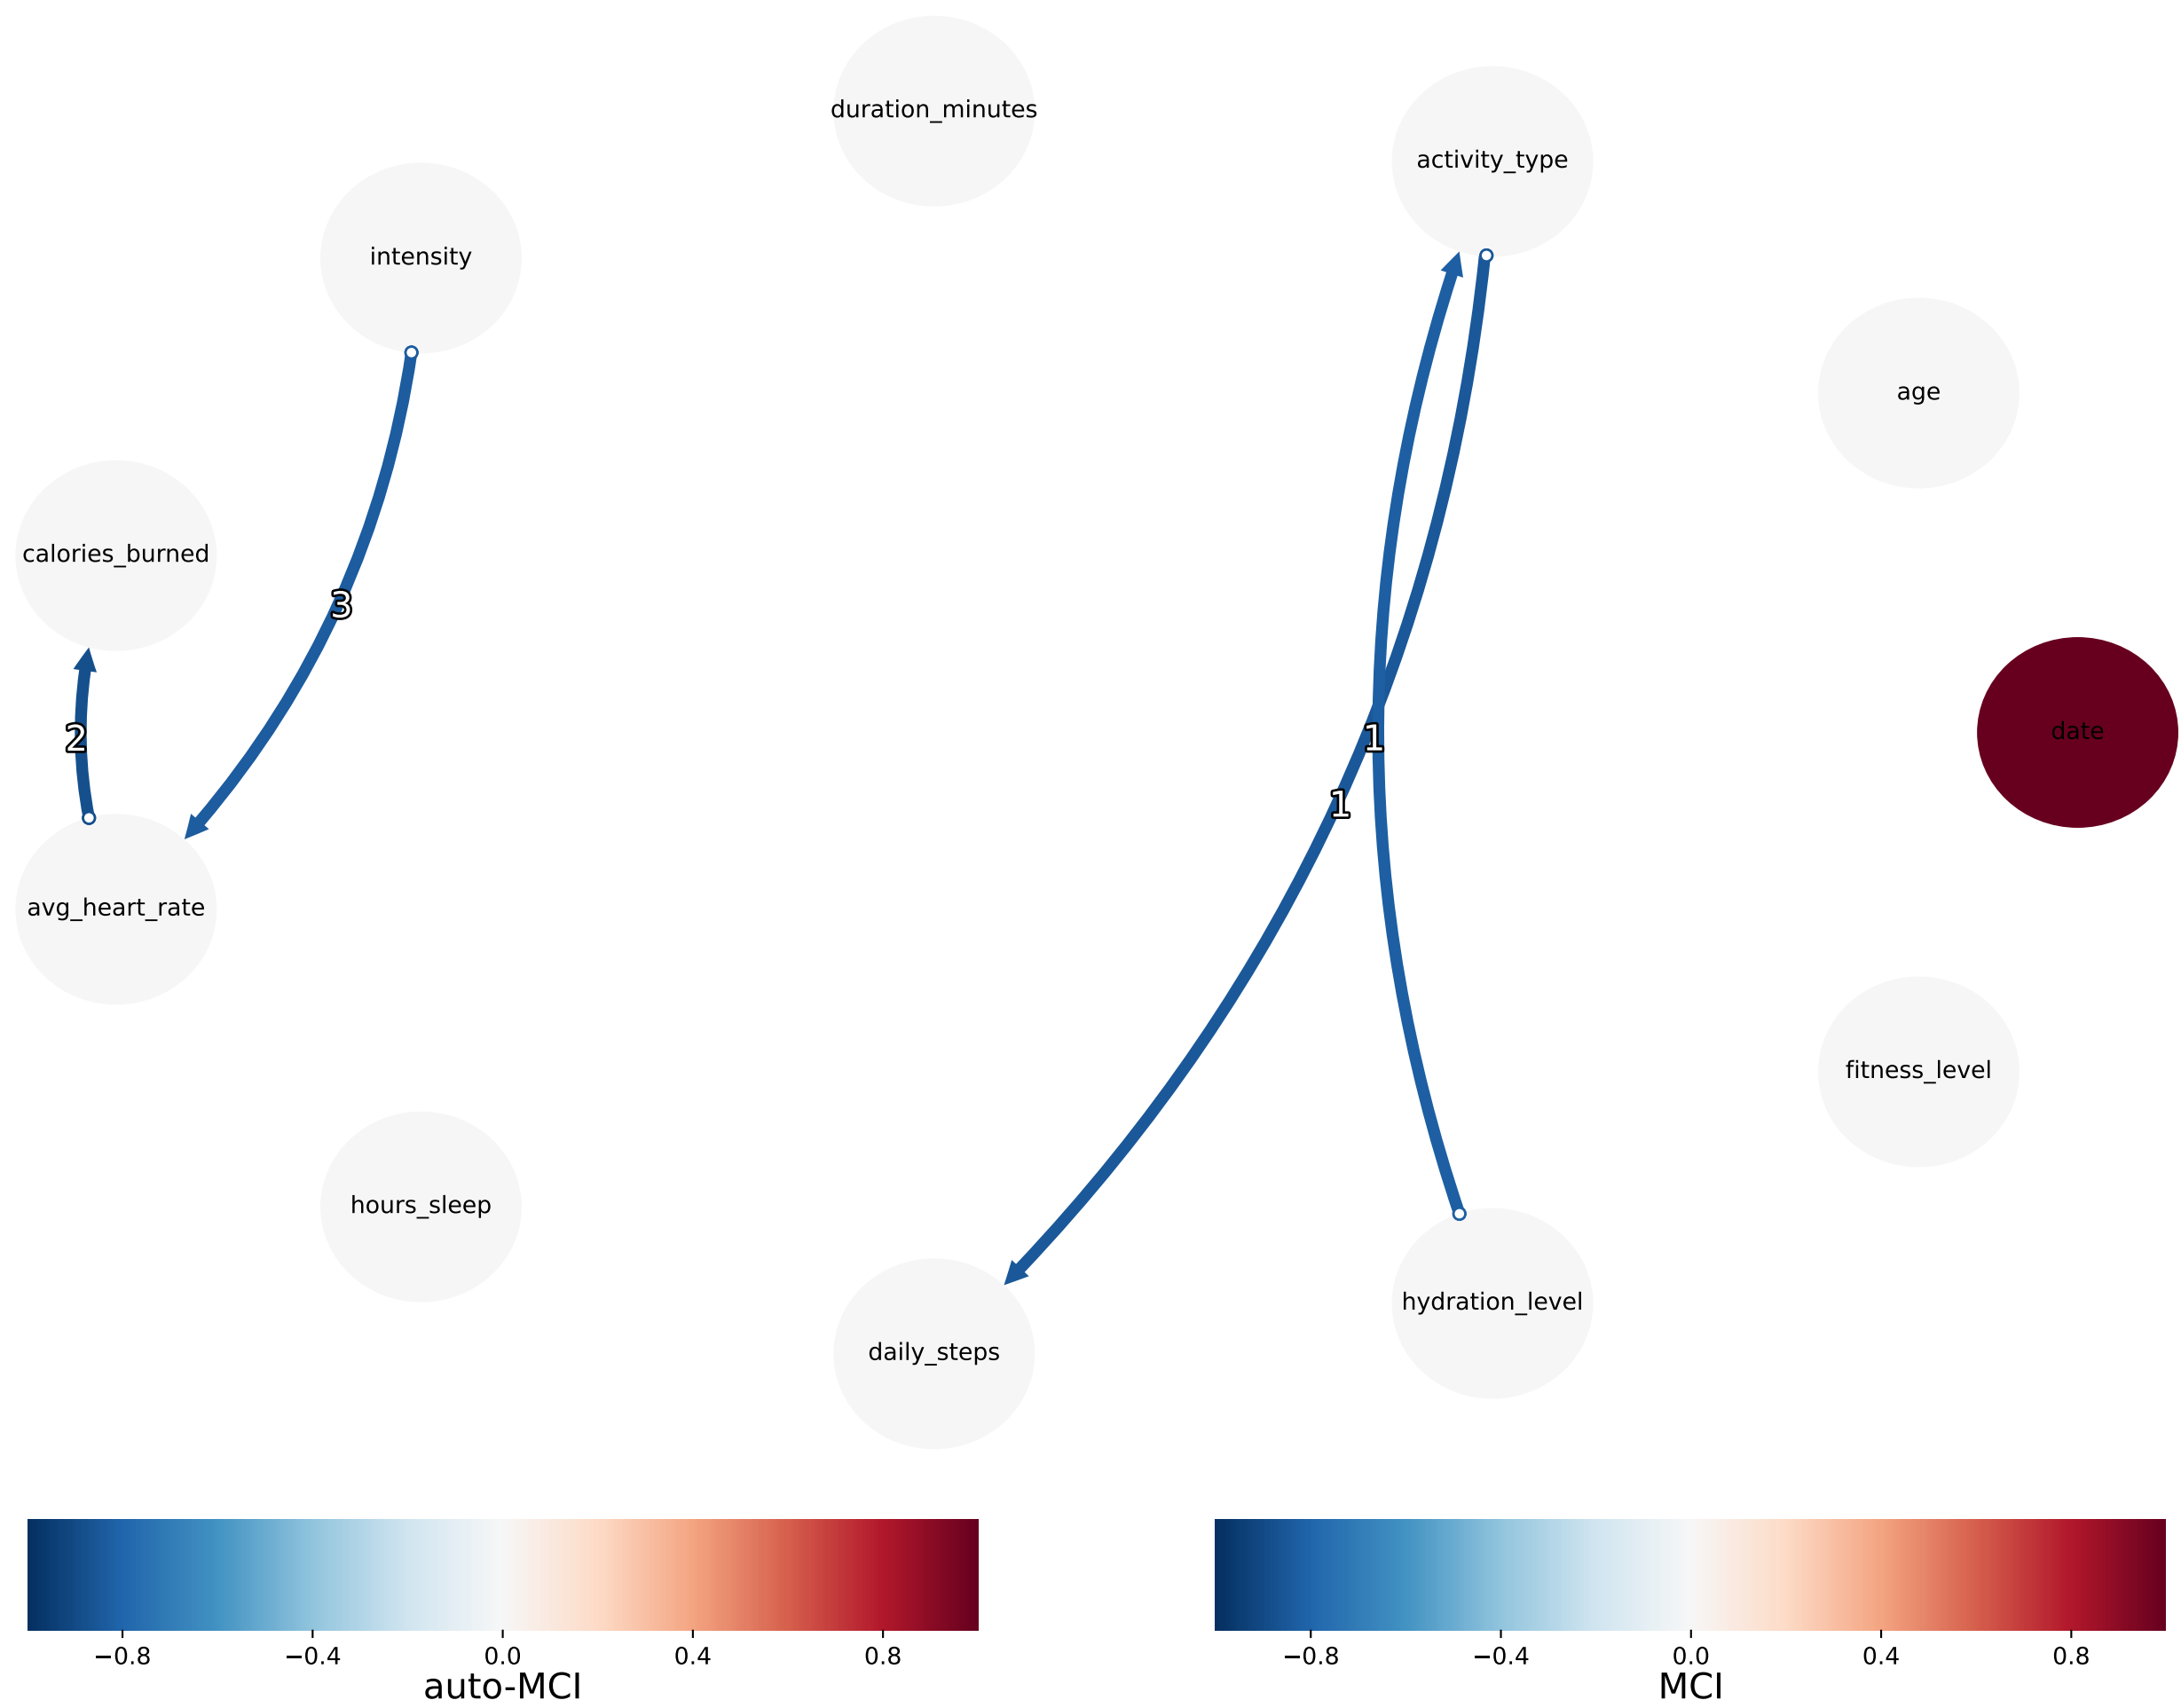 duration_minutes
activity_type
intensity
age
calories_burned
3
date
2
1
1
avg_heart_rate
fitness_level
hours_sleep
hydration_level
daily_steps
−0.8 −0.4 0.0 0.4 0.8
auto-MCI
−0.8 −0.4 0.0 0.4 0.8
MCI